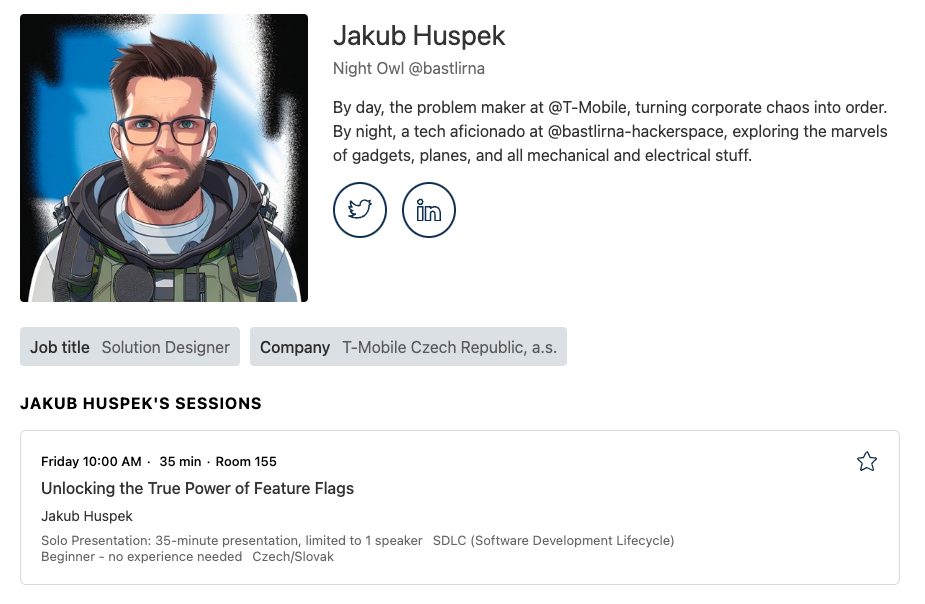 Jakub Huspek
Night Owl @bastlirna
By day, the problem maker at @T-Mobile, turning corporate chaos into order.
By night, a tech aficionado at @bastlirna-hackerspace, exploring the marvels
of gadgets, planes, and all mechanical and electrical stuff.
in
Job title Solution Designer Company T-Mobile Czech Republic, a.s.
JAKUB HUSPEK'S SESSIONS
Friday 10:00 AM · 35 min · Room 155
Unlocking the True Power of Feature Flags
Jakub Huspek
Solo Presentation: 35-minute presentation, limited to 1 speaker SDLC (Software Development Lifecycle)
Beginner - no experience needed Czech/Slovak